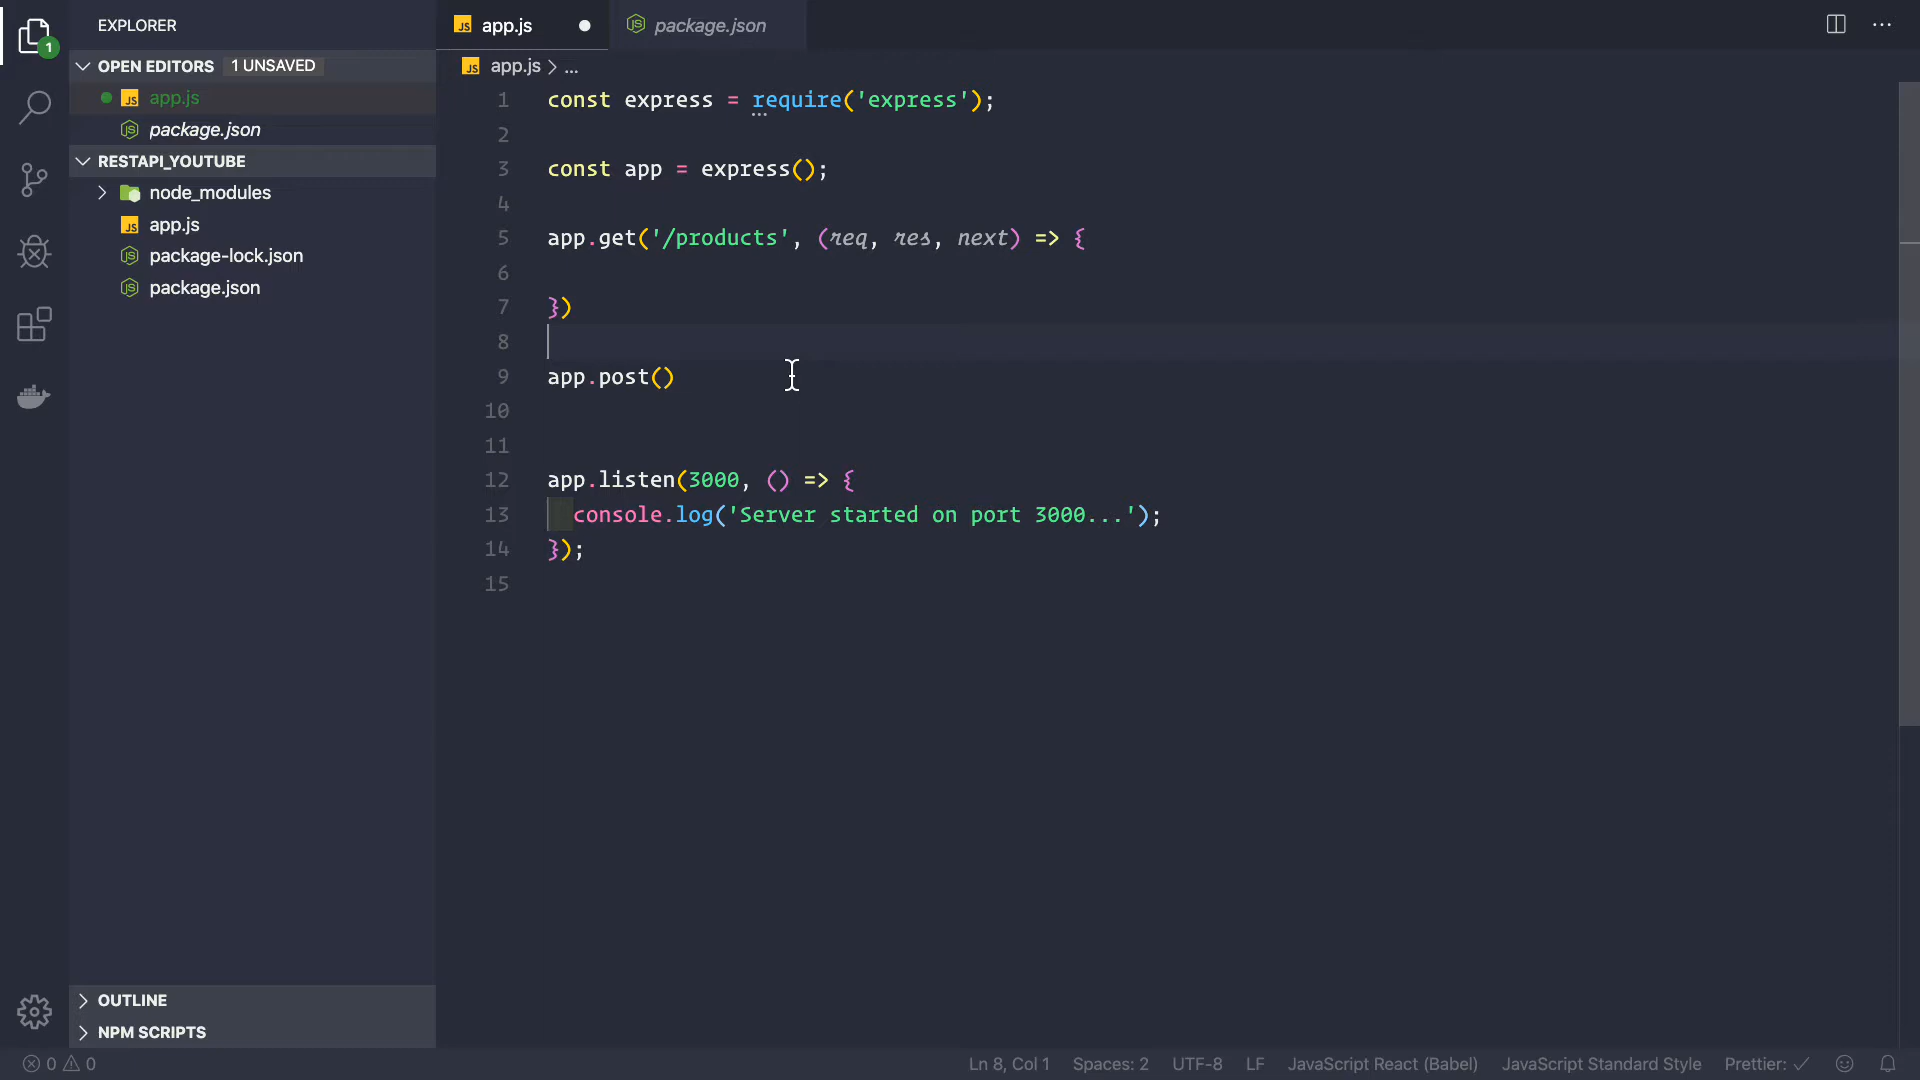 EXPLORER
OPEN EDITORS 1 UNSAVED
app.js
package.json
RESTAPI_YOUTUBE
node_modules
JS app.js
package-lock.json
package.json
OUTLINE
NPM SCRIPTS
1
JS app.js
package.json
JS app.js > ...
1 const express = require('express');
2
3 const app = express();
4
5 app.get('/products', (req, res, next) => {
6
7 })
8
9 app.post()
10
11
12 app.listen(3000, () => {
13 console.log('Server started on port 3000...');
14 });
15
0 0 Ln 8, Col 1 Spaces: 2 UTF-8 LF JavaScript React (Babel) JavaScript Standard Style Prettier: ✓